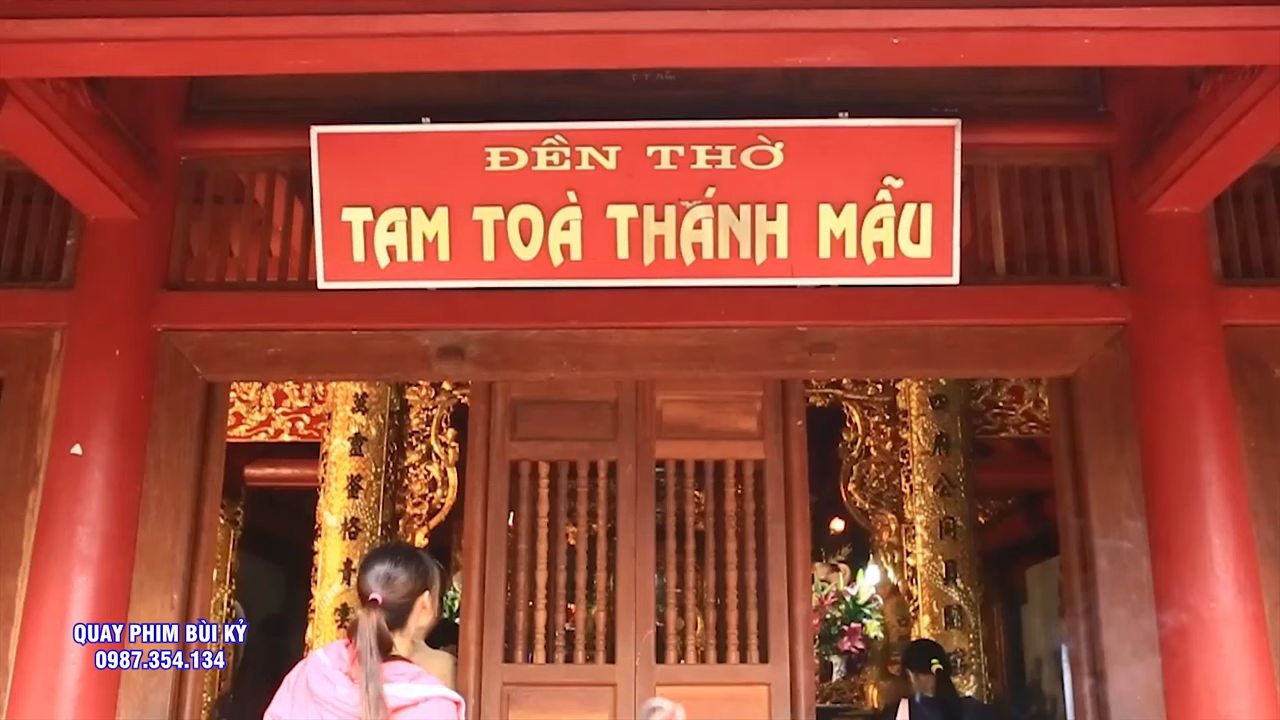 ĐỀN THỜ
TAM TOÀ THÁNH MẪU
QUAY PHIM BÙI KỶ
0987.354.134